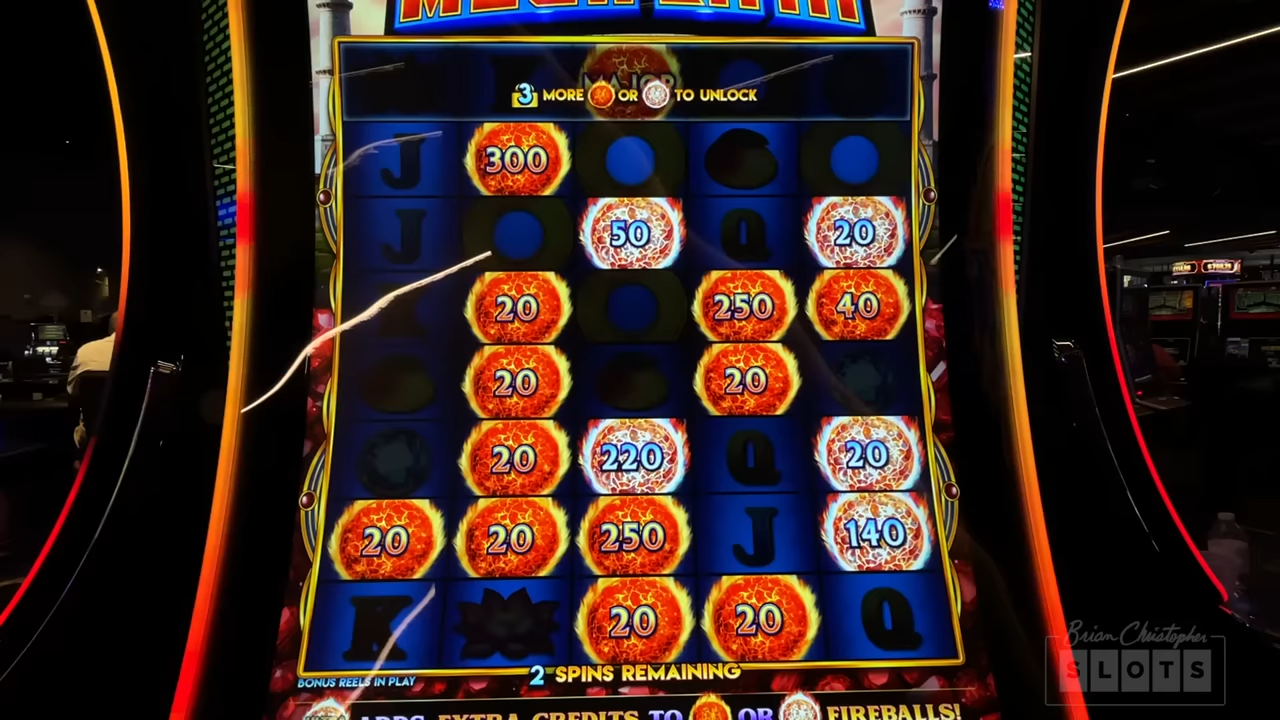 MAJOR
3 MORE OR TO UNLOCK
J 300
J 50 Q 20
20 250 40
20 20
20 220 Q 20
20 20 250 J 140
K 20 20 Q
2 SPINS REMAINING
BONUS REELS IN PLAY
ADDS EXTRA CREDITS TO OR FIREBALLS!
Brian Christopher
SLOTS